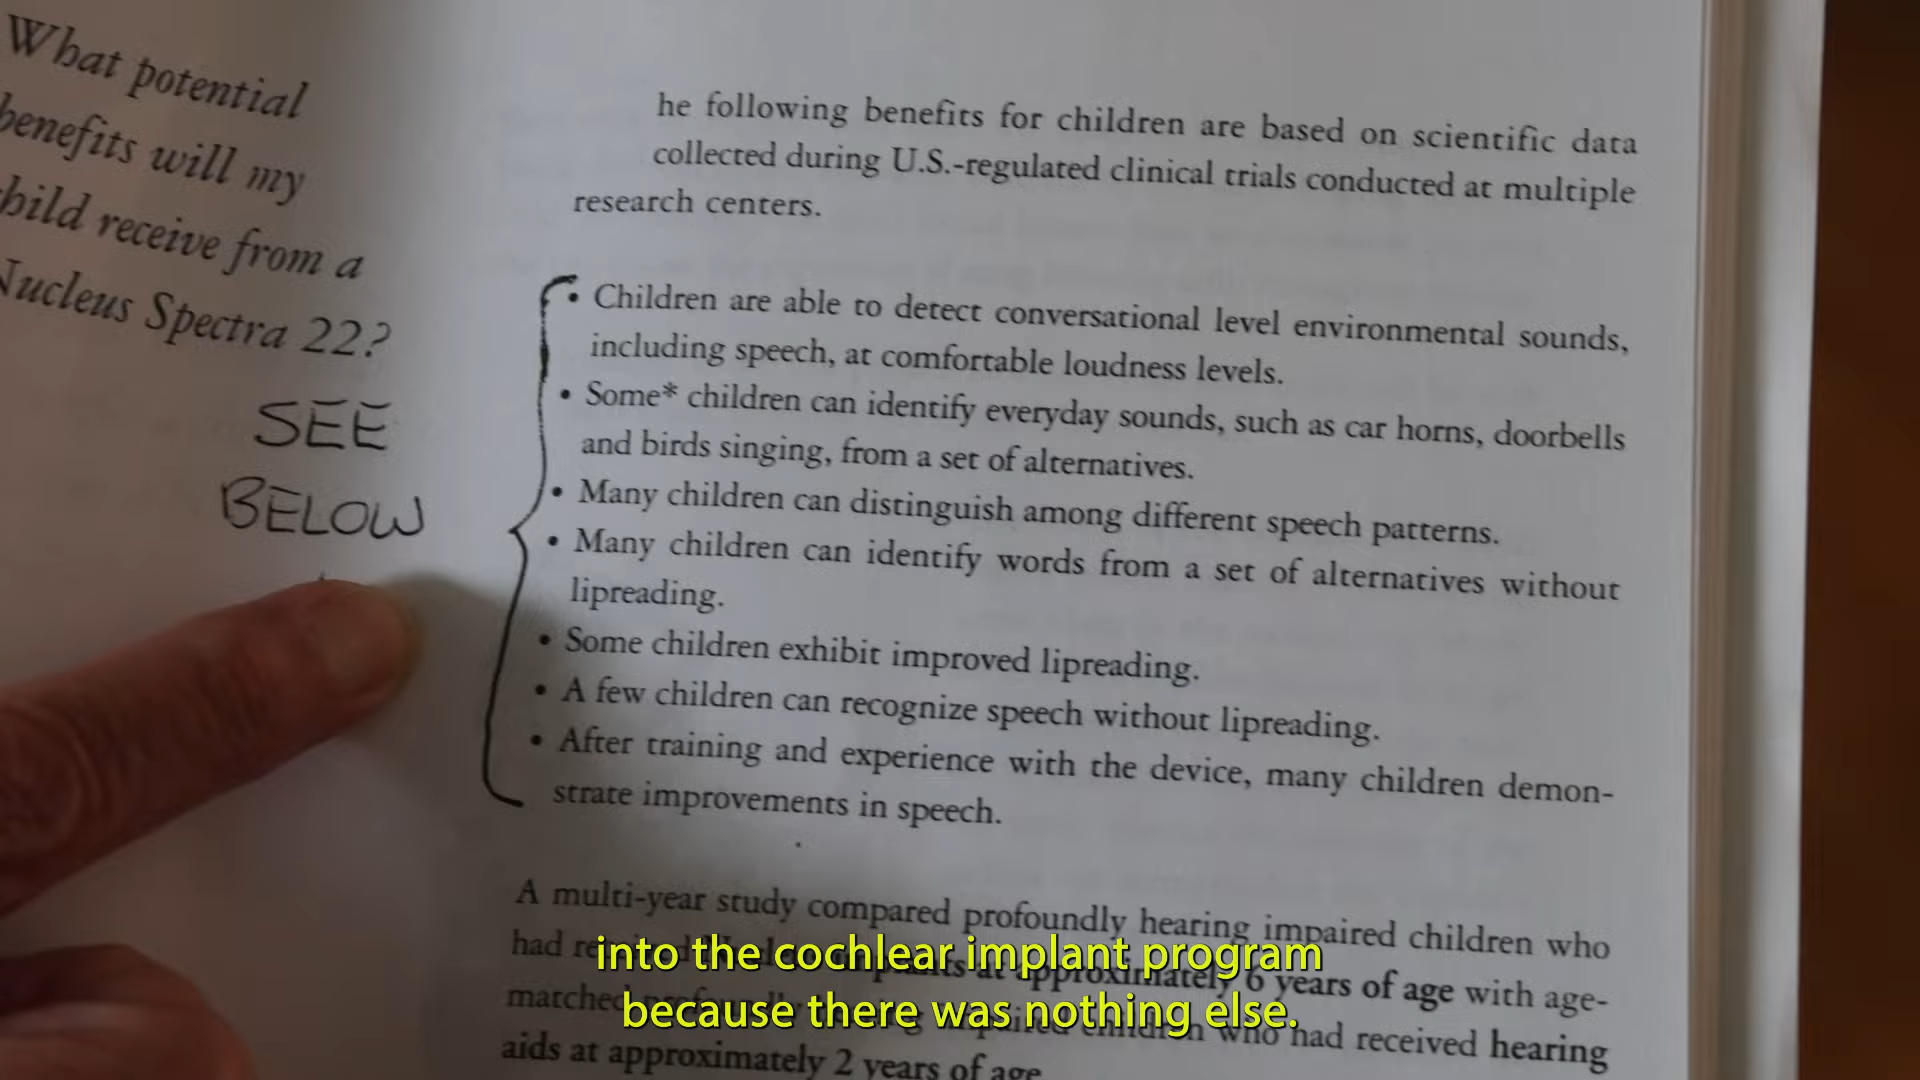 What potential
benefits will my
child receive from a
Nucleus Spectra 22?
SEE
BELOW
he following benefits for children are based on scientific data
collected during U.S.-regulated clinical trials conducted at multiple
research centers.
• Children are able to detect conversational level environmental sounds,
including speech, at comfortable loudness levels.
• Some* children can identify everyday sounds, such as car horns, doorbells
and birds singing, from a set of alternatives.
• Many children can distinguish among different speech patterns.
• Many children can identify words from a set of alternatives without
lipreading.
• Some children exhibit improved lipreading.
• A few children can recognize speech without lipreading.
• After training and experience with the device, many children demon-
strate improvements in speech.
A multi-year study compared profoundly hearing impaired children who
had at approximately 6 years of age with age-
matched children who had received hearing
aids at approximately 2 years of age
into the cochlear implant program
because there was nothing else.